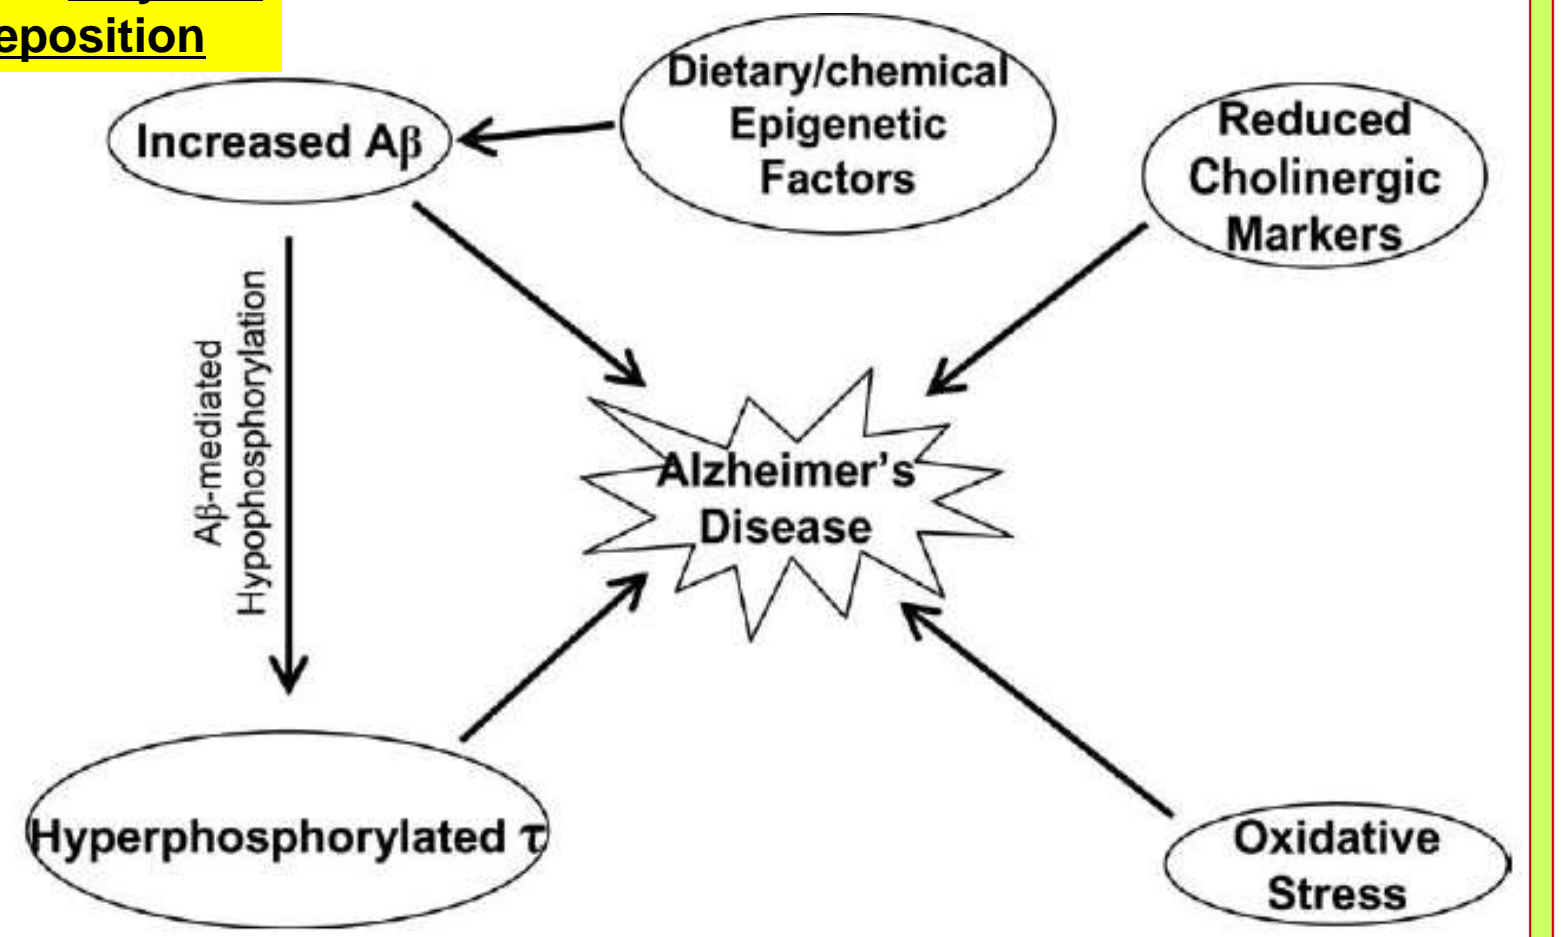 eposition
Dietary/chemical
Epigenetic
Factors
Increased Aβ
Reduced
Cholinergic
Markers
Aβ-mediated
Hypophosphorylation
Alzheimer’s
Disease
Hyperphosphorylated τ
Oxidative
Stress